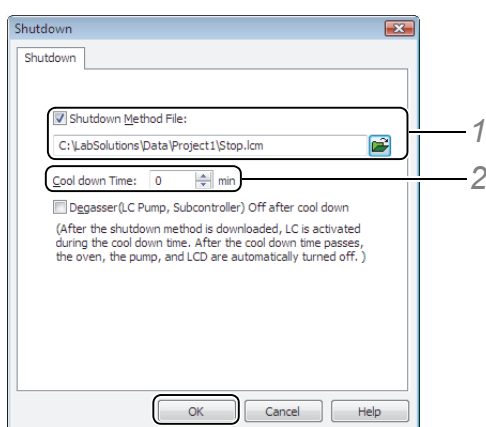 Shutdown
Shutdown
Shutdown Method File:
1
C:\LabSolutions\Data\Project1\Stop.lcm
Cool down Time: 0 min
2
Degasser(LC Pump, Subcontroller) Off after cool down
(After the shutdown method is downloaded, LC is activated
during the cool down time. After the cool down time passes,
the oven, the pump, and LCD are automatically turned off. )
OK Cancel Help